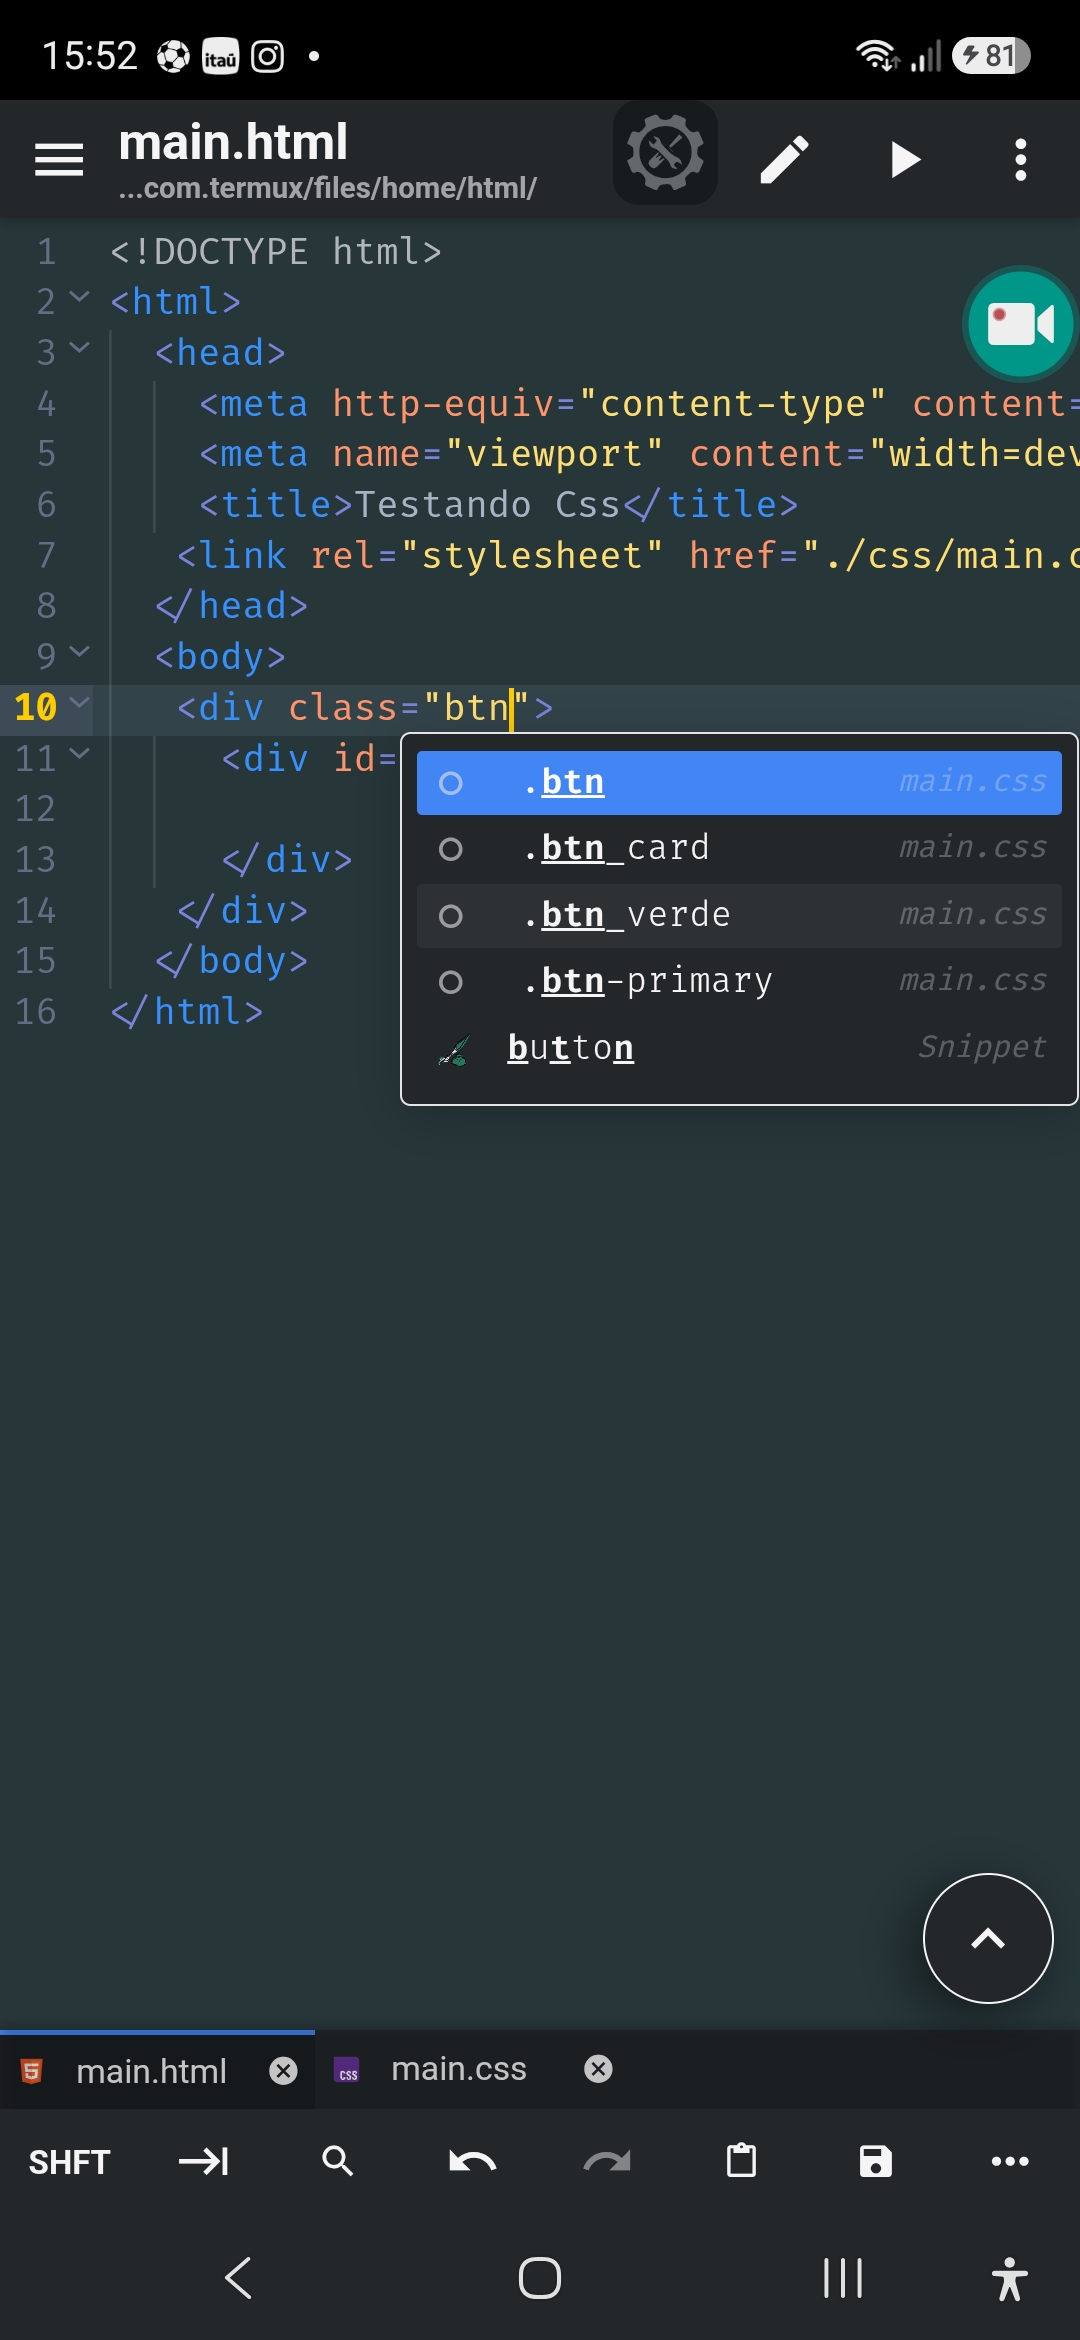 15:52 itaú 81
main.html
...com.termux/files/home/html/
1 <!DOCTYPE html>
2 <html>
3 <head>
4 <meta http-equiv="content-type" content=
5 <meta name="viewport" content="width=dev
6 <title>Testando Css</title>
7 <link rel="stylesheet" href="./css/main.c
8 </head>
9 <body>
10 <div class="btn">
11 <div id=
.btn main.css
12
.btn_card main.css
13 </div>
14 </div>
.btn_verde main.css
15 </body>
.btn-primary main.css
16 </html>
button Snippet
main.html CSS main.css
SHFT